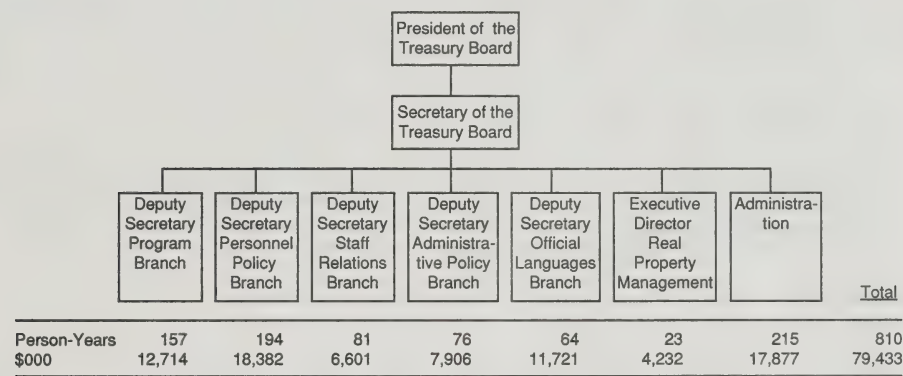 President of the
Treasury Board
Secretary of the
Treasury Board
Deputy
Secretary
Program
Branch
Deputy
Secretary
Personnel
Policy
Branch
Deputy
Secretary
Staff
Relations
Branch
Deputy
Secretary
Administra-
tive Policy
Branch
Deputy
Secretary
Official
Languages
Branch
Executive
Director
Real
Property
Management
Administra-
tion
Total
Person-Years 157 194 81 76 64 23 215 810
$000 12,714 18,382 6,601 7,906 11,721 4,232 17,877 79,433